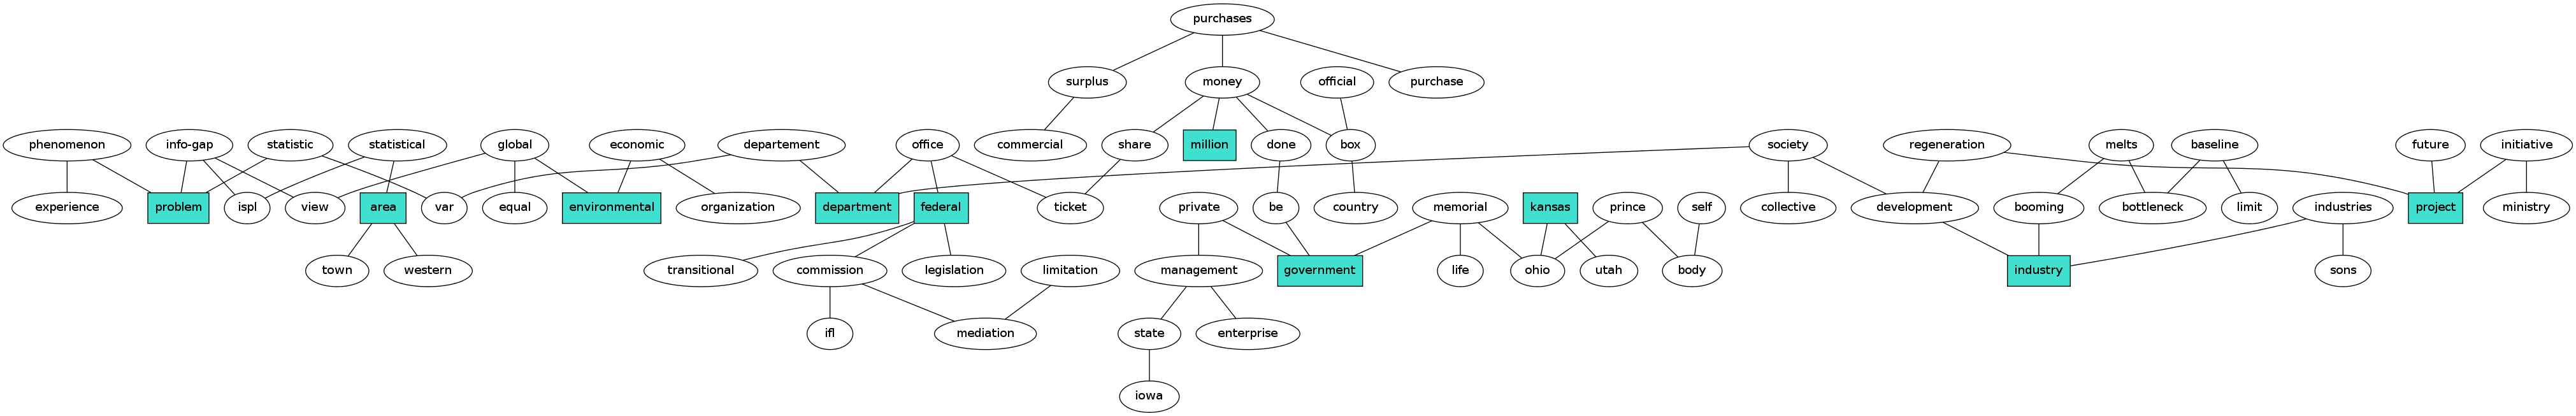 purchases
surplus
money
official
purchase
phenomenon
info-gap
statistic
statistical
global
economic
departement
office
commercial
share
million
done
box
society
regeneration
melts
baseline
future
initiative
experience
problem
ispl
view
area
var
equal
environmental
organization
department
federal
ticket
private
be
country
memorial
kansas
prince
self
collective
development
booming
bottleneck
limit
industries
project
ministry
town
western
transitional
commission
legislation
limitation
management
government
life
ohio
utah
body
industry
sons
ifl
mediation
state
enterprise
iowa